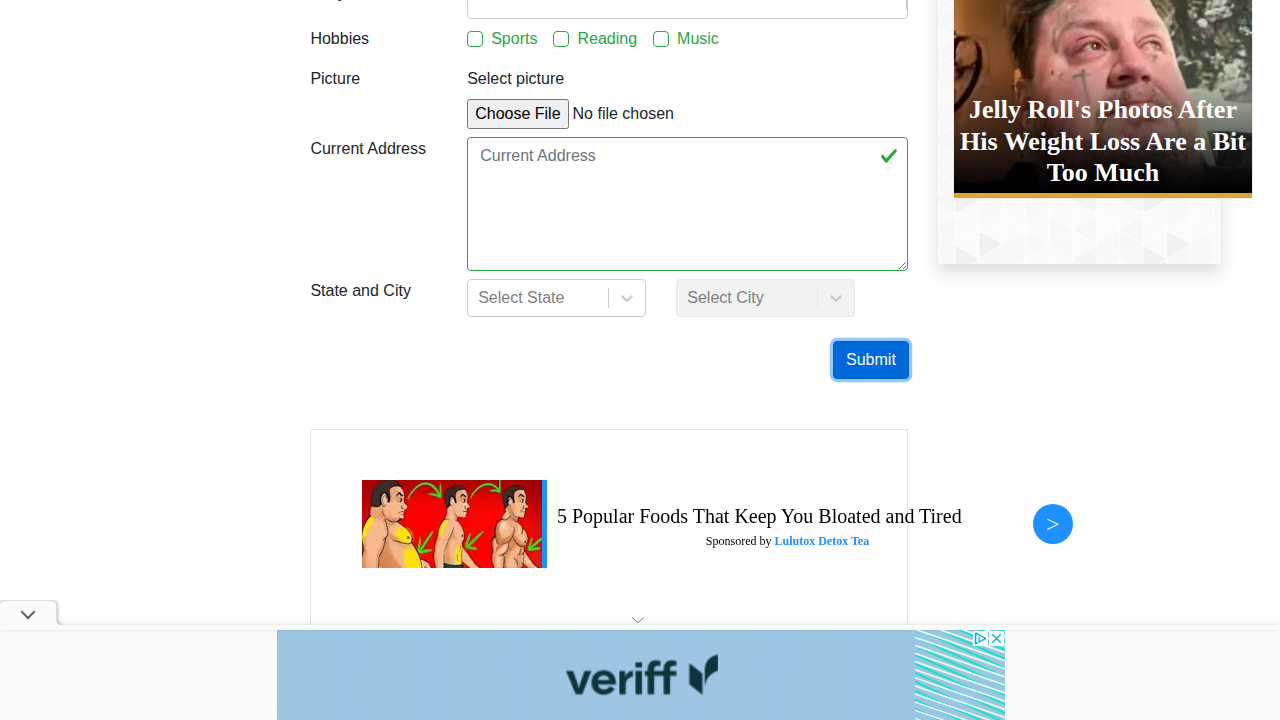 Hobbies
Sports
Reading
Music
Picture
Select picture
Choose File
No file chosen
Current Address
Current Address
State and City
Select State
Select City
Submit
Jelly Roll's Photos After
His Weight Loss Are a Bit
Too Much
5 Popular Foods That Keep You Bloated and Tired
Sponsored by Lulutox Detox Tea
>
veriff